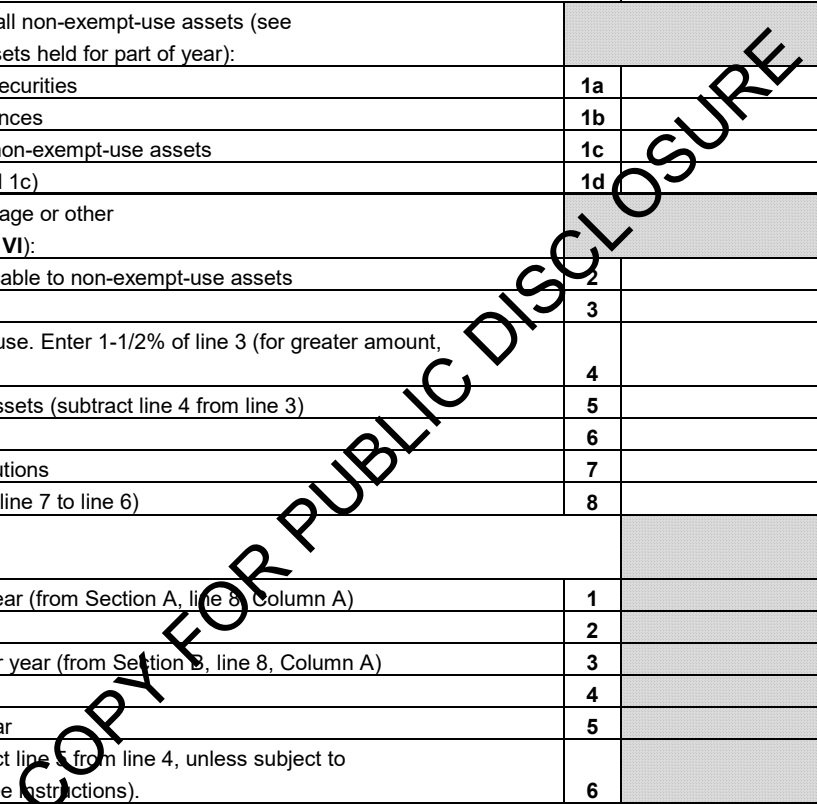 all non-exempt-use assets (see
sets held for part of year):
ecurities 1a
nces 1b
non-exempt-use assets 1c
1c) 1d
age or other
VI):
able to non-exempt-use assets 2
3
use. Enter 1-1/2% of line 3 (for greater amount,
4
ssets (subtract line 4 from line 3) 5
6
utions 7
line 7 to line 6) 8
ear (from Section A, line 8, Column A) 1
2
r year (from Section B, line 8, Column A) 3
4
ar 5
ct line 5 from line 4, unless subject to
e instructions). 6
COPY FOR PUBLIC DISCLOSURE